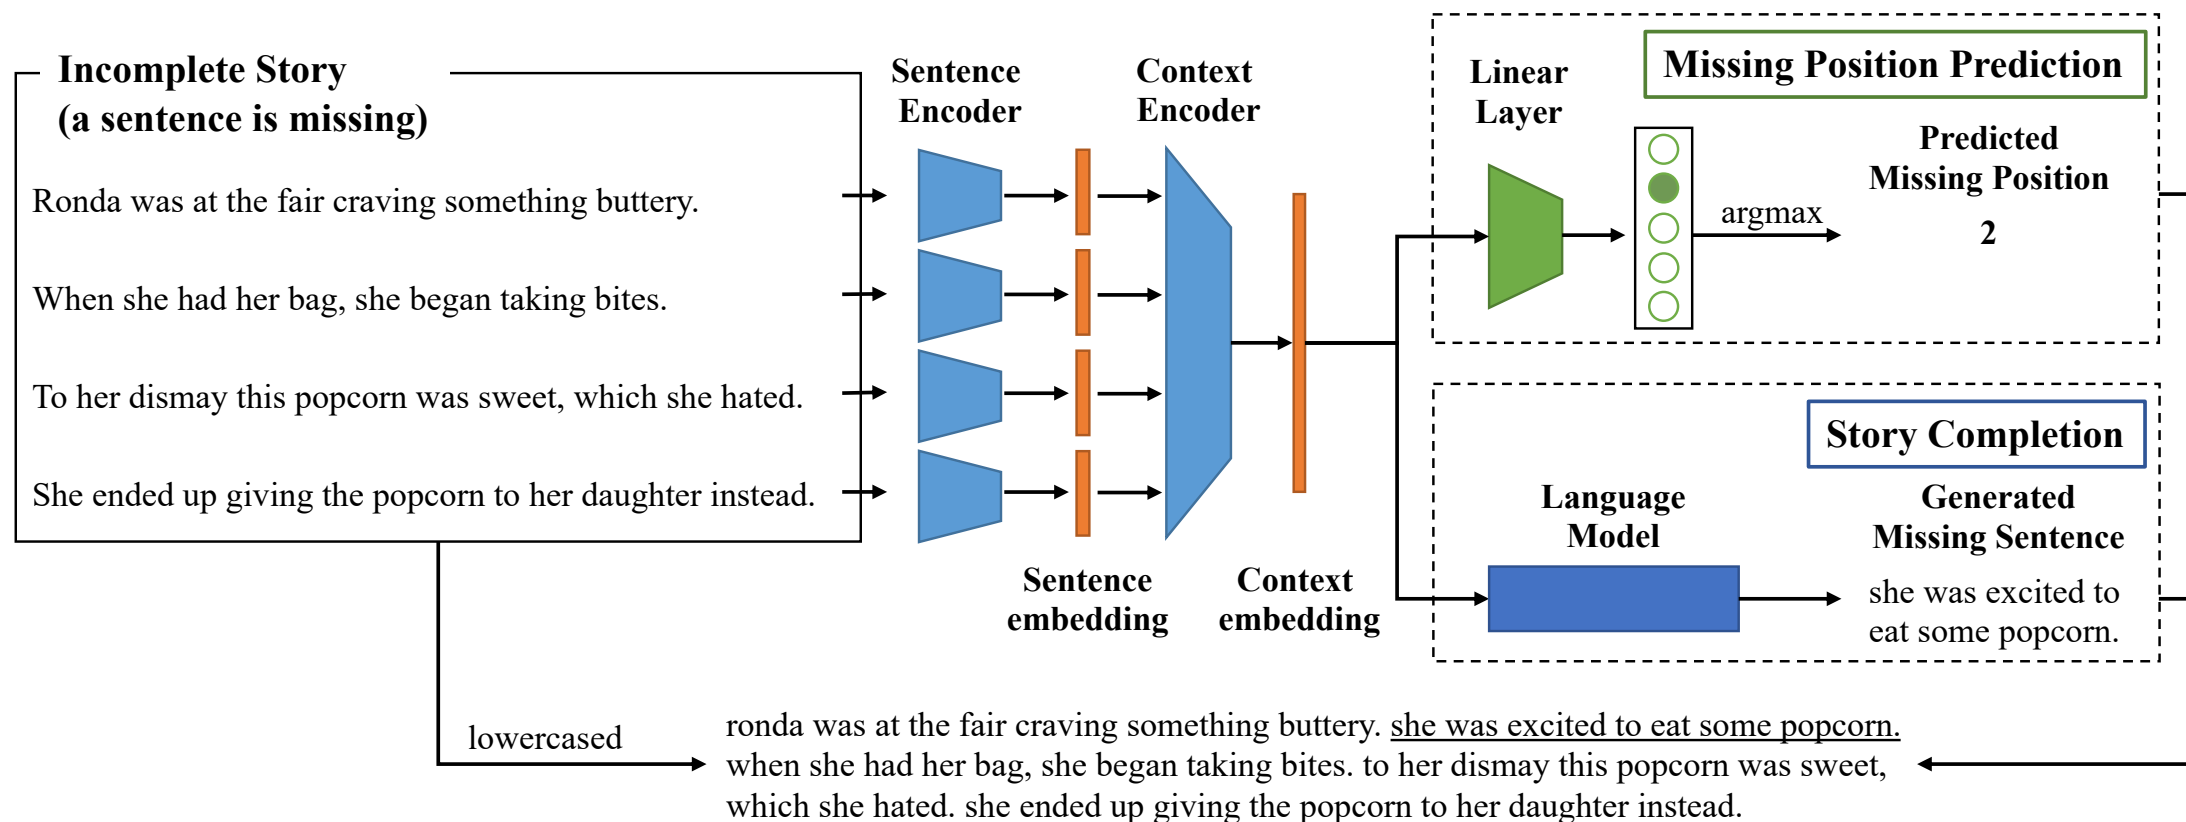 Incomplete Story
(a sentence is missing)
Ronda was at the fair craving something buttery.
When she had her bag, she began taking bites.
To her dismay this popcorn was sweet, which she hated.
She ended up giving the popcorn to her daughter instead.
Sentence
Encoder
Context
Encoder
Sentence
embedding
Context
embedding
Linear
Layer
Missing Position Prediction
argmax
Predicted
Missing Position
2
Story Completion
Language
Model
Generated
Missing Sentence
she was excited to
eat some popcorn.
lowercased
ronda was at the fair craving something buttery. she was excited to eat some popcorn.
when she had her bag, she began taking bites. to her dismay this popcorn was sweet,
which she hated. she ended up giving the popcorn to her daughter instead.